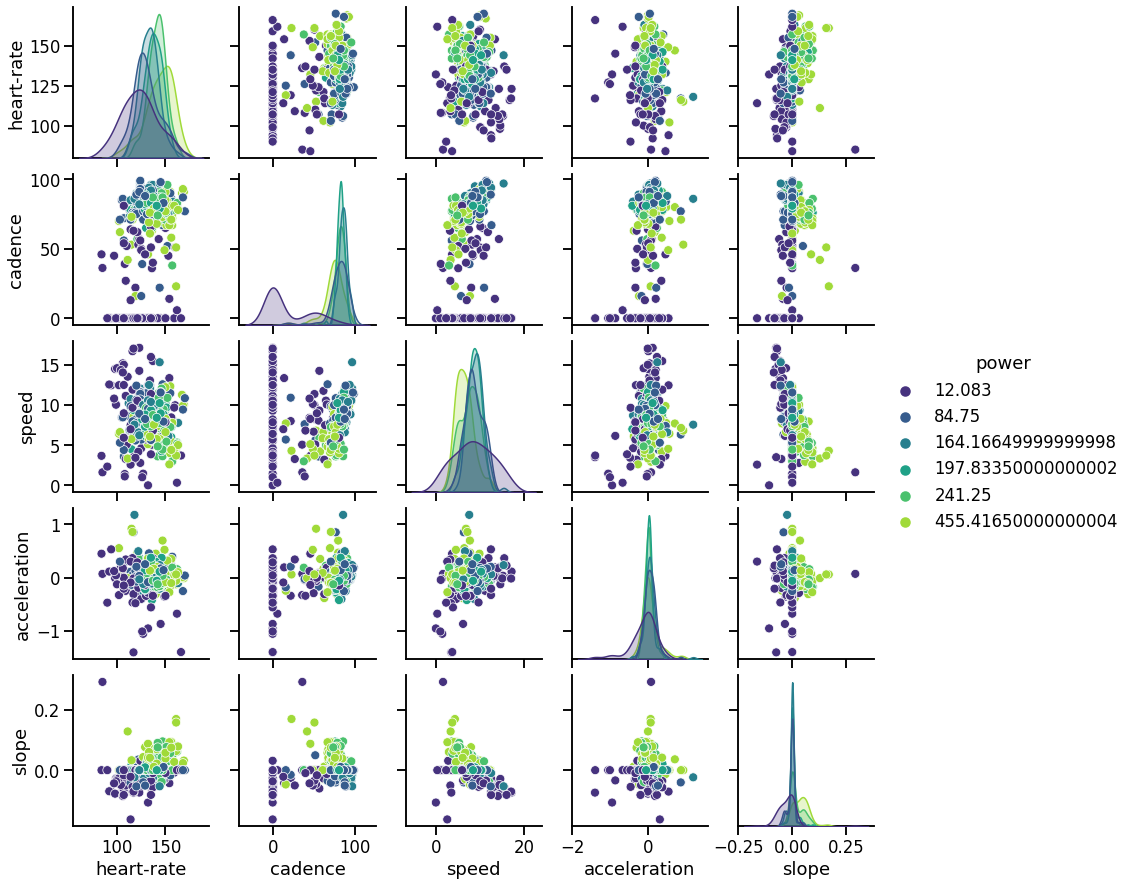 heart-rate
150
125
100
cadence
100
50
0
speed
15
10
5
0
power
12.083
84.75
164.16649999999998
197.83350000000002
241.25
455.41650000000004
acceleration
1
0
−1
slope
0.2
0.0
100 150 0 100 0 20 −2 0 −0.25 0.00 0.25
heart-rate cadence speed acceleration slope